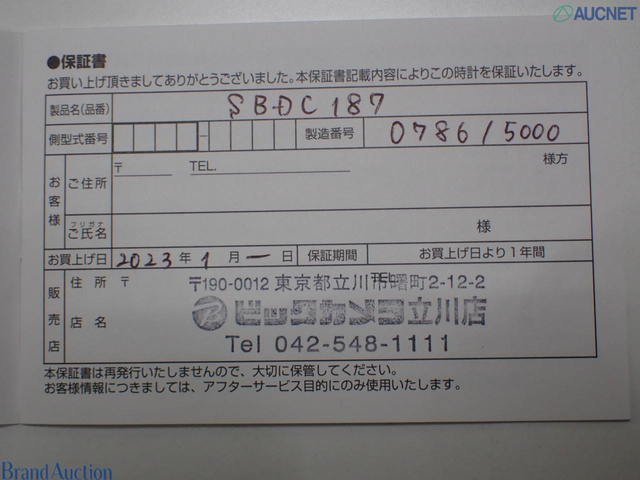 AUCNET
●保証書
お買い上げ頂きましてありがとうございました。本保証書記載内容によりこの時計を保証いたします。
製品名(品番) SBDC187
側型式番号 - 製造番号 0786/5000
お客様 ご住所 〒 TEL. 様方
フリガナ
ご氏名 様
お買上げ日 2023年 1月 一日 保証期間 お買上げ日より1年間
販売店 住所 〒 TEL.
〒190-0012 東京都立川市曙町2-12-2
店名 ビックカメラ立川店
Tel 042-548-1111
本保証書は再発行いたしませんので、大切に保管してください。
お客様情報につきましては、アフターサービス目的にのみ使用いたします。
Brand Auction